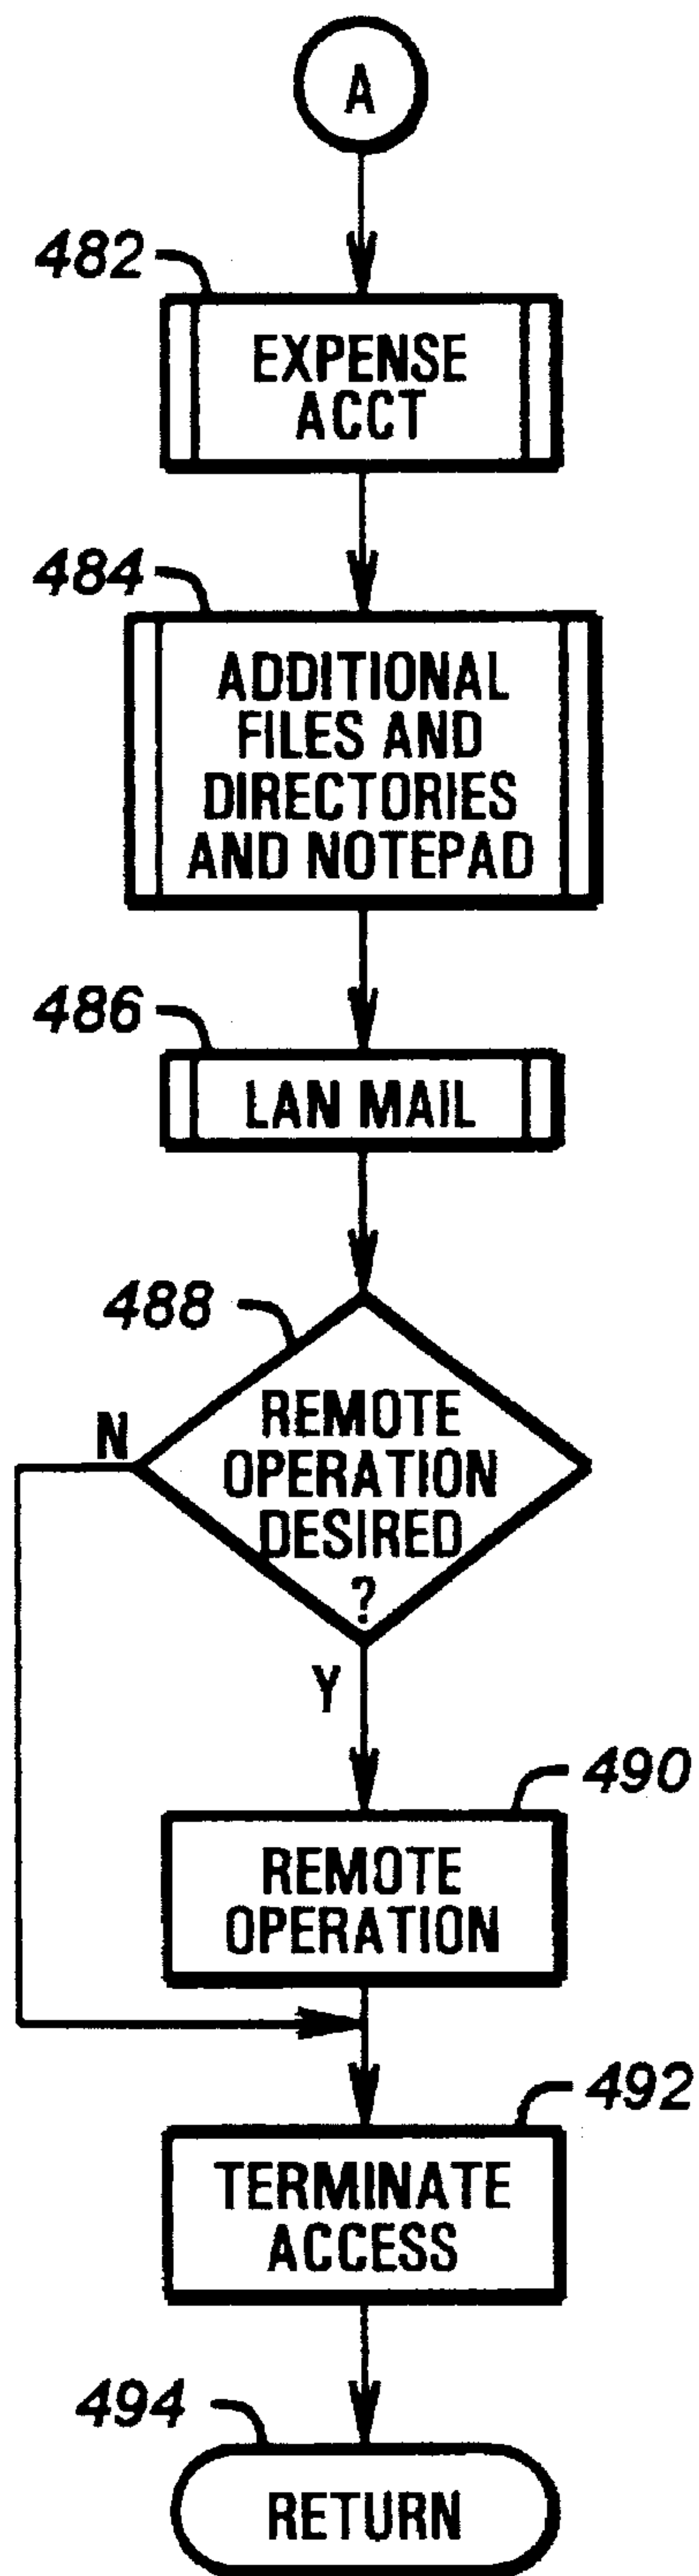 A
482
EXPENSE
ACCT
484
ADDITIONAL
FILES AND
DIRECTORIES
AND NOTEPAD
486
LAN MAIL
488
N
REMOTE
OPERATION
DESIRED
?
Y
490
REMOTE
OPERATION
492
TERMINATE
ACCESS
494
RETURN